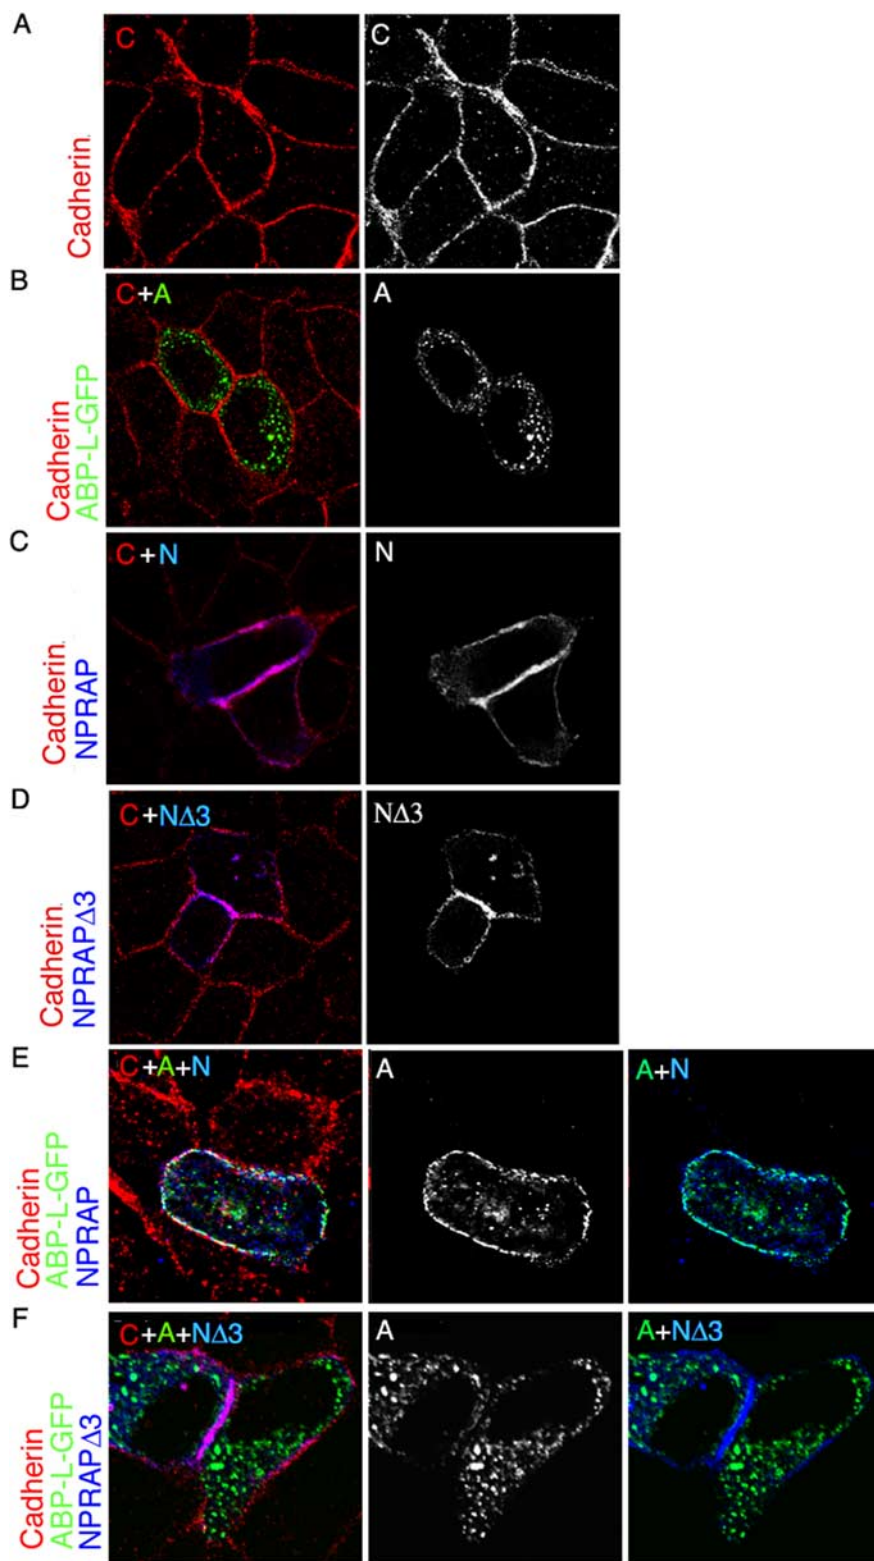 A
Cadherin
C
C
B
Cadherin
ABP-L-GFP
C+A
A
C
Cadherin
NPRAP
C+N
N
D
Cadherin
NPRAPΔ3
C+NΔ3
NΔ3
E
Cadherin
ABP-L-GFP
NPRAP
C+A+N
A
A+N
F
Cadherin
ABP-L-GFP
NPRAPΔ3
C+A+NΔ3
A
A+NΔ3